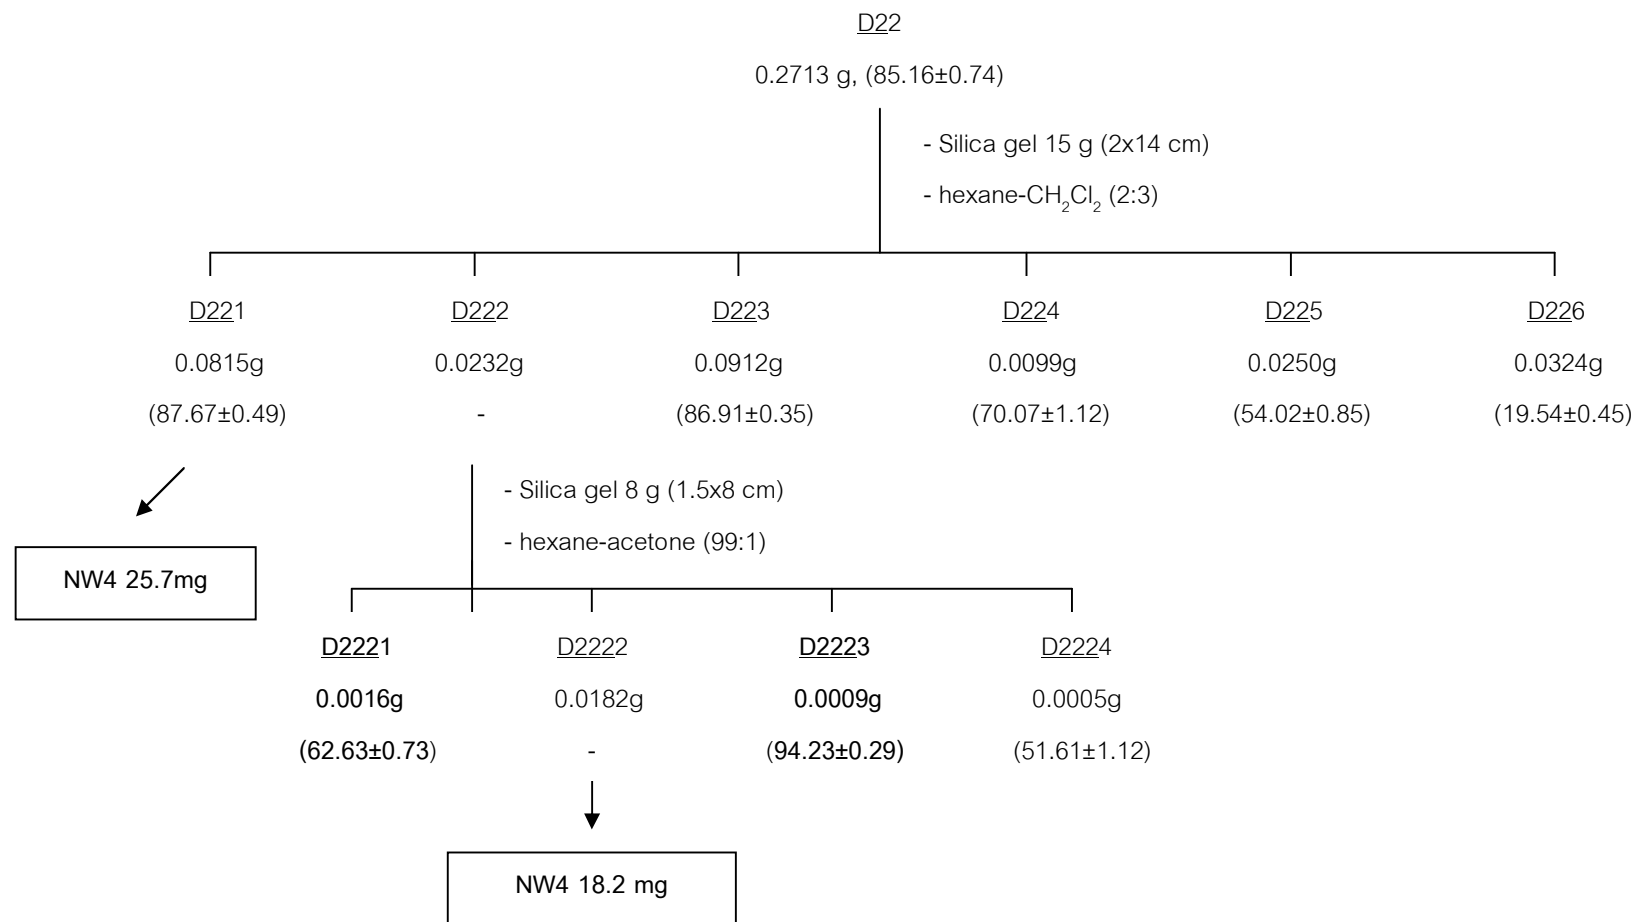 D22
0.2713 g, (85.16±0.74)
- Silica gel 15 g (2x14 cm)
- hexane-CH₂Cl₂ (2:3)
D221 D222 D223 D224 D225 D226
0.0815g 0.0232g 0.0912g 0.0099g 0.0250g 0.0324g
(87.67±0.49) - (86.91±0.35) (70.07±1.12) (54.02±0.85) (19.54±0.45)
- Silica gel 8 g (1.5x8 cm)
- hexane-acetone (99:1)
NW4 25.7mg
D2221 D2222 D2223 D2224
0.0016g 0.0182g 0.0009g 0.0005g
(62.63±0.73) - (94.23±0.29) (51.61±1.12)
NW4 18.2 mg